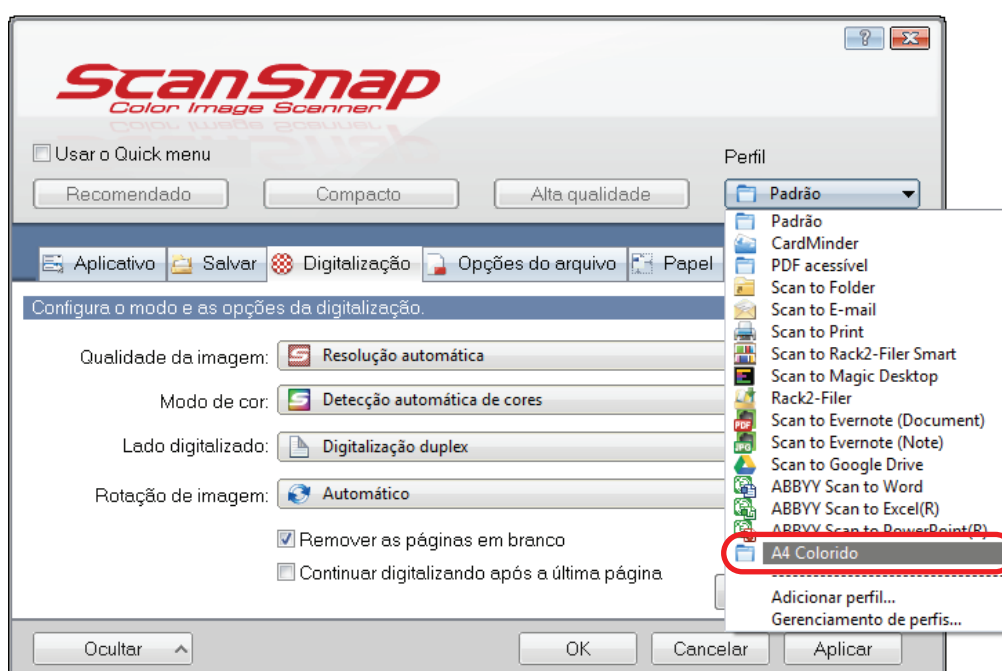 ScanSnap
Color Image Scanner
Usar o Quick menu
Perfil
Recomendado
Compacto
Alta qualidade
Padrão
Aplicativo
Salvar
Digitalização
Opções do arquivo
Papel
Configura o modo e as opções da digitalização.
Qualidade da imagem:
Resolução automática
Modo de cor:
Detecção automática de cores
Lado digitalizado:
Digitalização duplex
Rotação de imagem:
Automático
Remover as páginas em branco
Continuar digitalizando após a última página
Padrão
CardMinder
PDF acessível
Scan to Folder
Scan to E-mail
Scan to Print
Scan to Rack2-Filer Smart
Scan to Magic Desktop
Rack2-Filer
Scan to Evernote (Document)
Scan to Evernote (Note)
Scan to Google Drive
ABBYY Scan to Word
ABBYY Scan to Excel(R)
ABBYY Scan to PowerPoint(R)
A4 Colorido
Adicionar perfil...
Gerenciamento de perfis...
Ocultar
OK
Cancelar
Aplicar